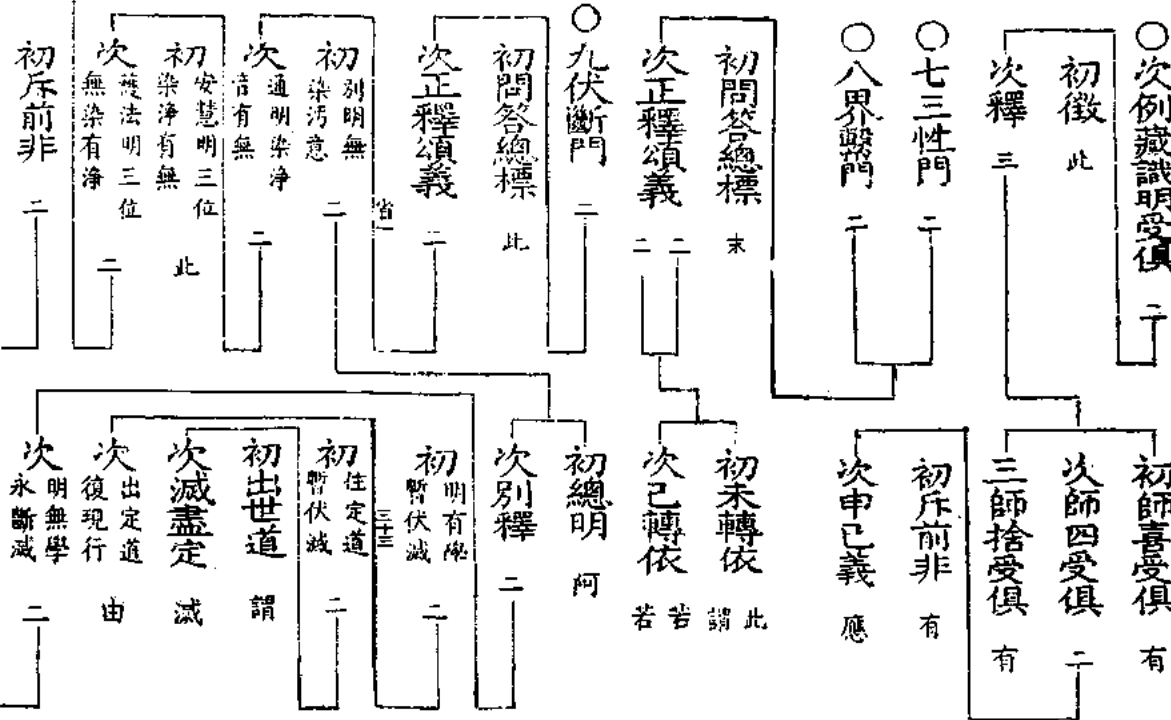 ○次例藏識明受俱 二
初徵 此
次釋 三
○七三性門 二
○八界繫門 二
初問答總標 末
次正釋頌義 二 二
○九伏斷門 二
初問答總標 此
次正釋頌義 二
省一
初別明無染污意 二
次通明染淨言有無 二
初安慧明三位染淨有無 此
次護法明三位無染有淨 二
初斥前非 二
初師喜受俱 有
次師四受俱 二
三師捨受俱 有
初斥前非 有
次申己義 應
初未轉依 此 謂
次已轉依 若 若
初總明 阿
次別釋 二
初明有學暫伏滅 二
三十三
初住定道暫伏滅 二
初出世道 謂
次滅盡定 滅
次出定道復現行 由
次明無學永斷滅 二